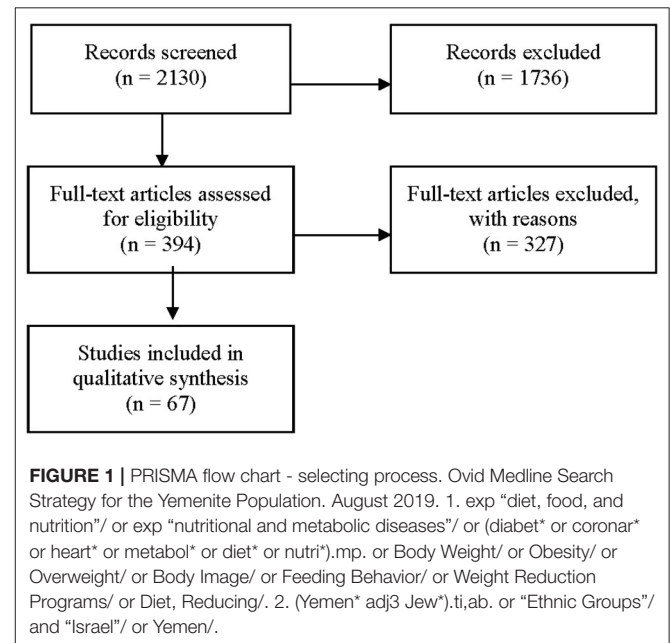 Records screened
(n = 2130)
Records excluded
(n = 1736)
Full-text articles assessed
for eligibility
(n = 394)
Full-text articles excluded,
with reasons
(n = 327)
Studies included in
qualitative synthesis
(n = 67)
FIGURE 1 | PRISMA flow chart - selecting process. Ovid Medline Search
Strategy for the Yemenite Population. August 2019. 1. exp “diet, food, and
nutrition”/ or exp “nutritional and metabolic diseases”/ or (diabet* or coronar*
or heart* or metabol* or diet* or nutri*).mp. or Body Weight/ or Obesity/ or
Overweight/ or Body Image/ or Feeding Behavior/ or Weight Reduction
Programs/ or Diet, Reducing/. 2. (Yemen* adj3 Jew*).ti,ab. or “Ethnic Groups”/
and “Israel”/ or Yemen/.